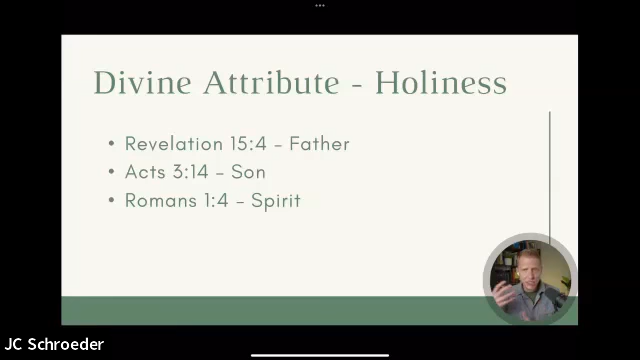 Divine Attribute - Holiness
• Revelation 15:4 - Father
• Acts 3:14 - Son
• Romans 1:4 - Spirit
JC Schroeder